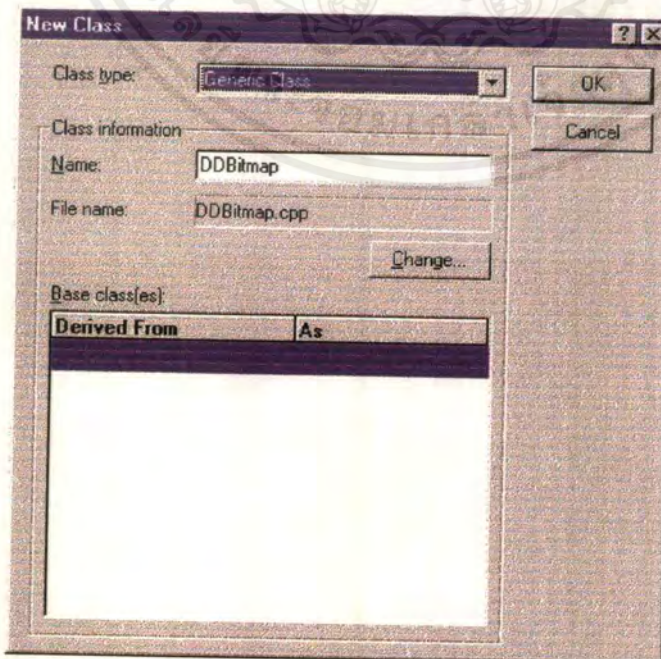 New Class
Class type:
Generic Class
OK
Cancel
Class information
Name:
DDBitmap
File name:
DDBitmap.cpp
Change...
Base class(es):
Derived From
As